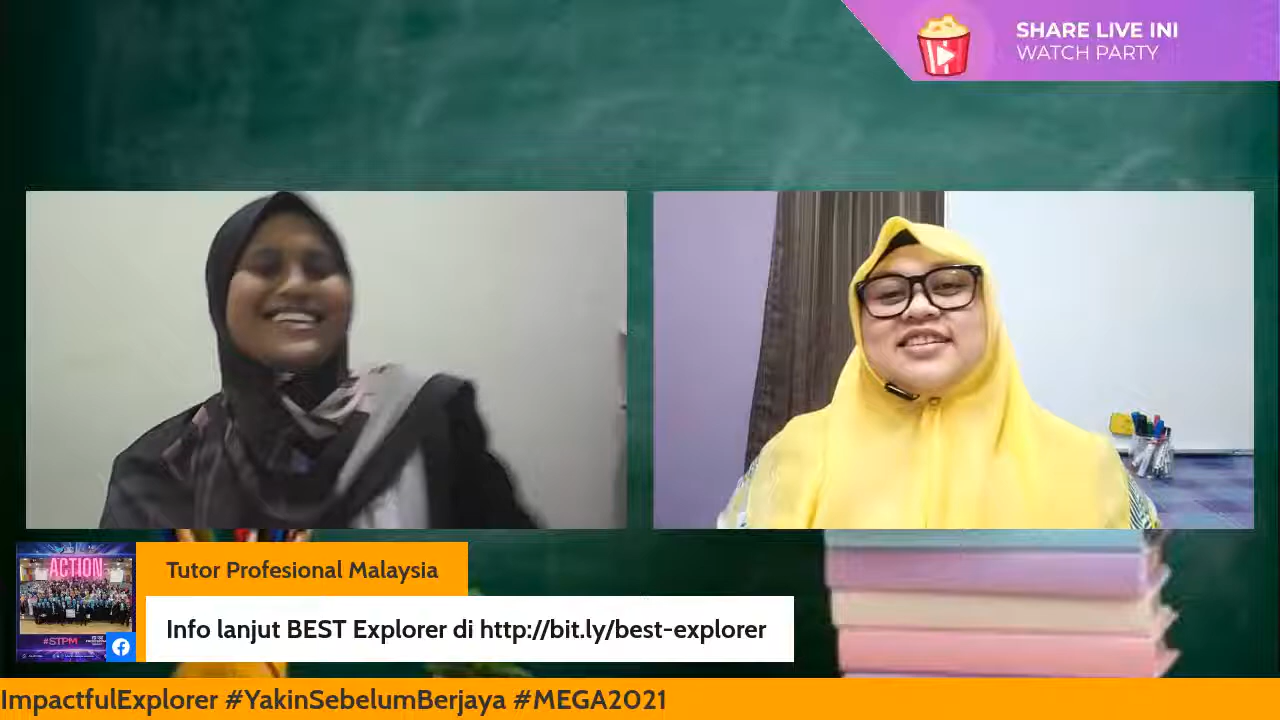 SHARE LIVE INI
WATCH PARTY
ACTION
#STPM
Tutor Profesional Malaysia
Info lanjut BEST Explorer di http://bit.ly/best-explorer
ImpactfulExplorer #YakinSebelumBerjaya #MEGA2021